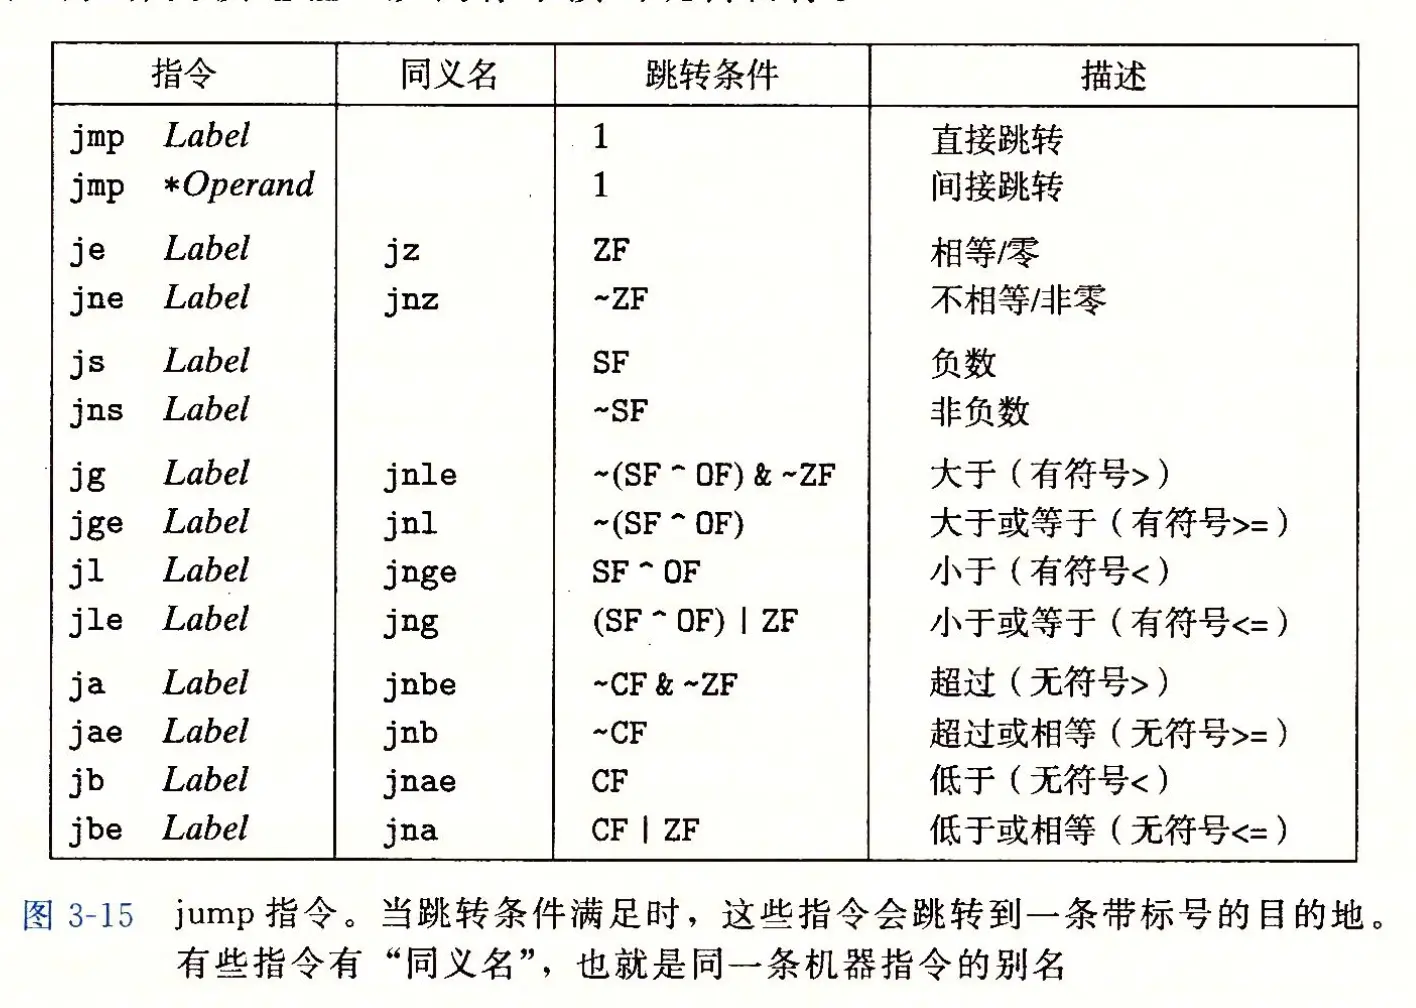 指令 同义名 跳转条件 描述
jmp Label 1 直接跳转
jmp *Operand 1 间接跳转
je Label jz ZF 相等/零
jne Label jnz ~ZF 不相等/非零
js Label SF 负数
jns Label ~SF 非负数
jg Label jnle ~(SF ^ OF) & ~ZF 大于（有符号>）
jge Label jnl ~(SF ^ OF) 大于或等于（有符号>=）
jl Label jnge SF ^ OF 小于（有符号<）
jle Label jng (SF ^ OF) | ZF 小于或等于（有符号<=）
ja Label jnbe ~CF & ~ZF 超过（无符号>）
jae Label jnb ~CF 超过或相等（无符号>=）
jb Label jnae CF 低于（无符号<）
jbe Label jna CF | ZF 低于或相等（无符号<=）
图 3-15 jump 指令。当跳转条件满足时，这些指令会跳转到一条带标号的目的地。
有些指令有“同义名”，也就是同一条机器指令的别名